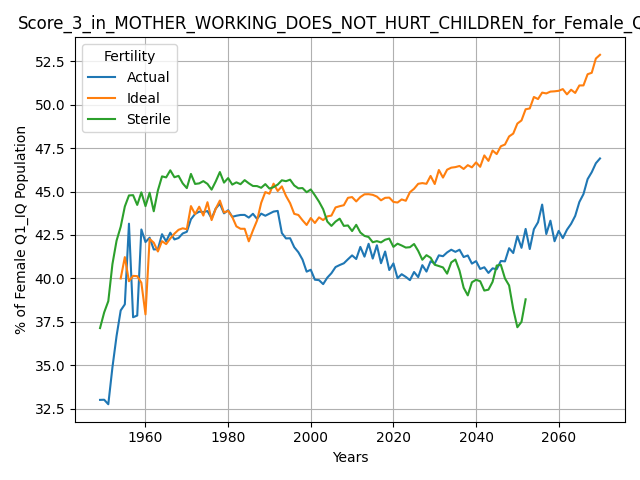 Score_3_in_MOTHER_WORKING_DOES_NOT_HURT_CHILDREN_for_Female_Q
Fertility
Actual
Ideal
Sterile
% of Female Q1_IQ Population
52.5
50.0
47.5
45.0
42.5
40.0
37.5
35.0
32.5
1960 1980 2000 2020 2040 2060
Years